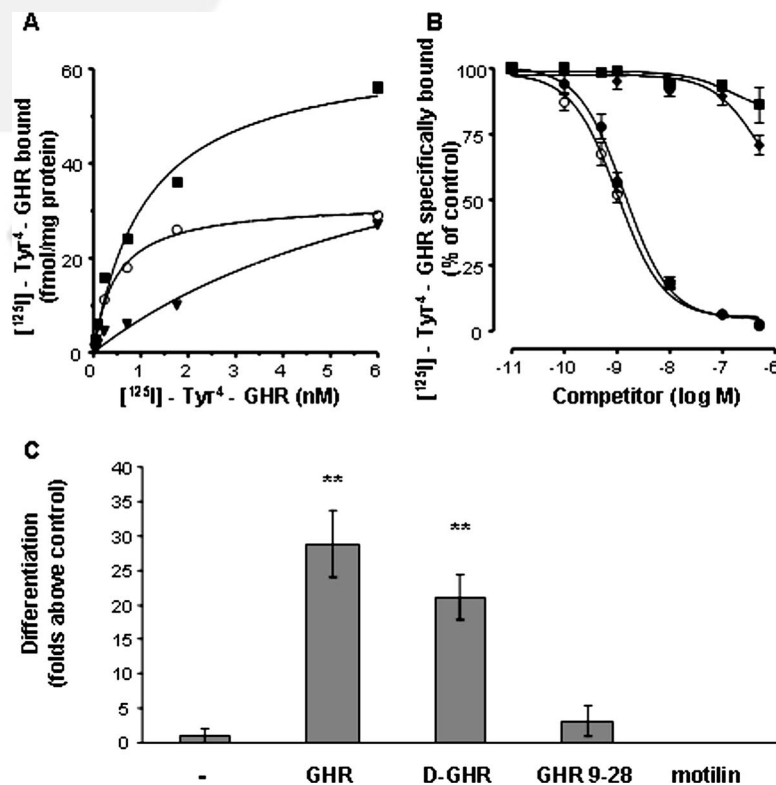 A
B
[¹²⁵I] - Tyr⁴ - GHR bound
(fmol/mg protein)
60
40
20
0
0 1 2 3 4 5 6
[¹²⁵I] - Tyr⁴ - GHR (nM)
[¹²⁵I] - Tyr⁴ - GHR specifically bound
(% of control)
100
75
50
25
0
-11 -10 -9 -8 -7 -6
Competitor (log M)
C
Differentiation
(folds above control)
40
35
30
25
20
15
10
5
0
**
**
- GHR D-GHR GHR 9-28 motilin